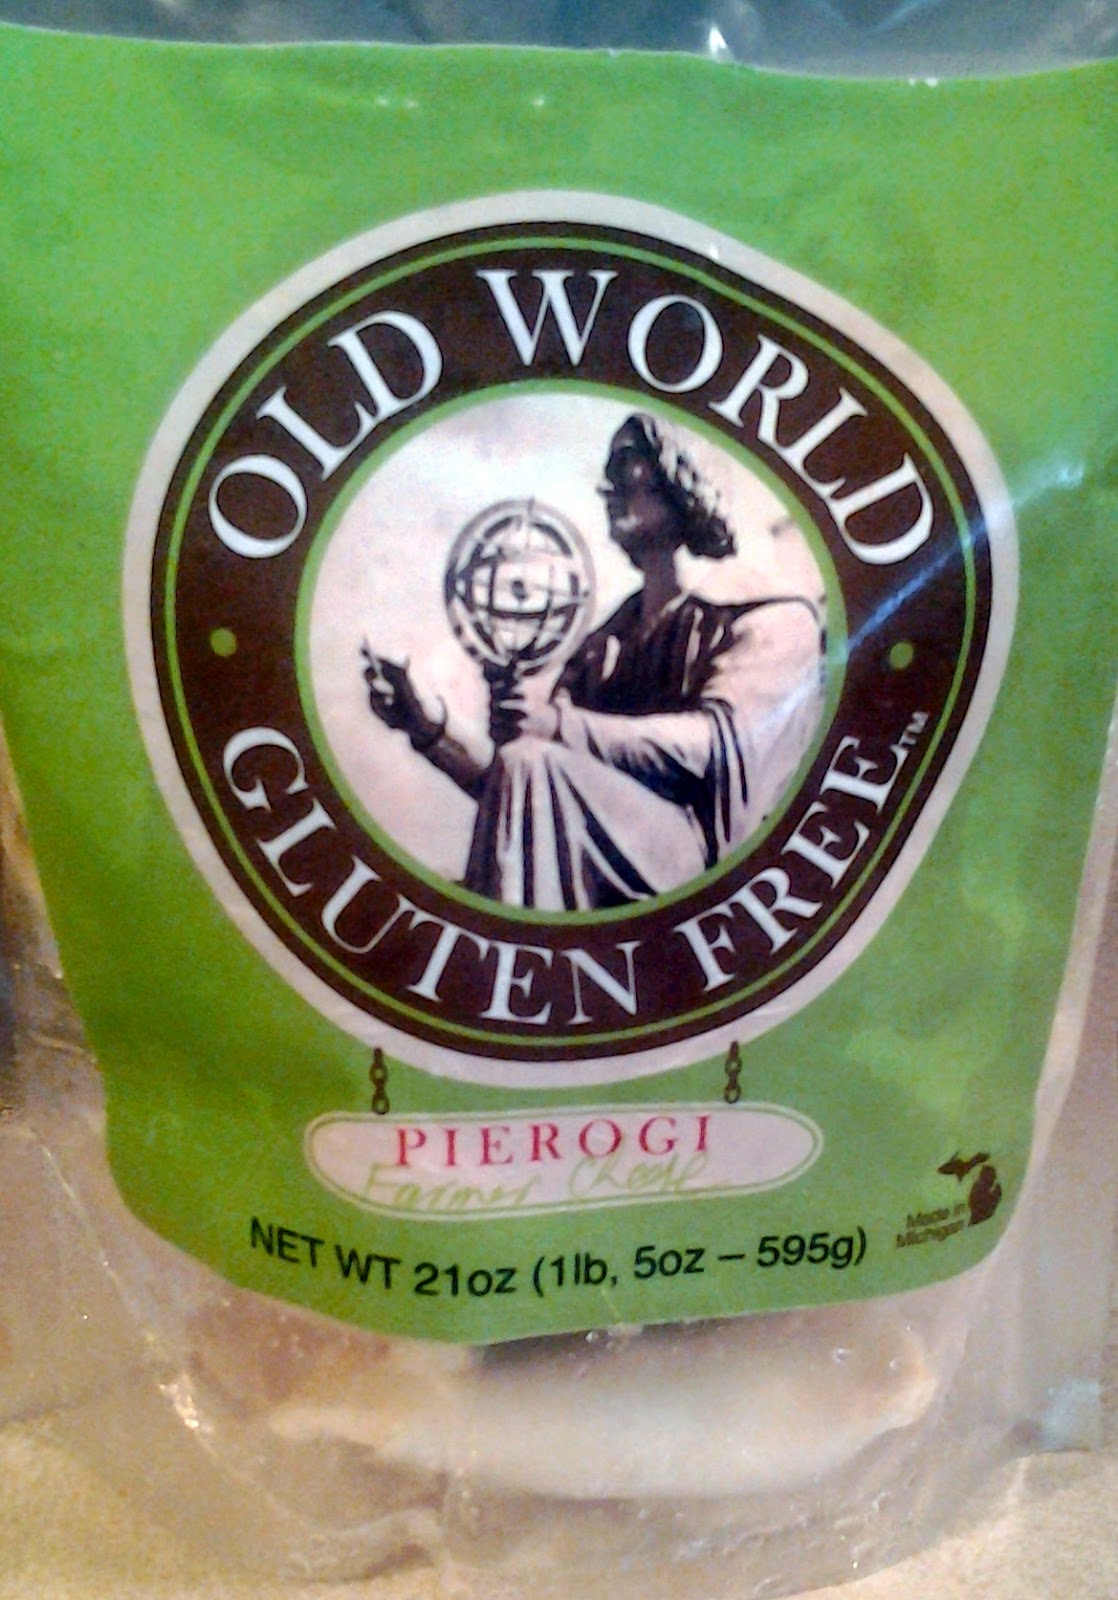 OLD WORLD
GLUTEN FREE™
PIEROGI
Farmer Cheese
NET WT 21oz (1lb, 5oz – 595g)
Made in
Michigan